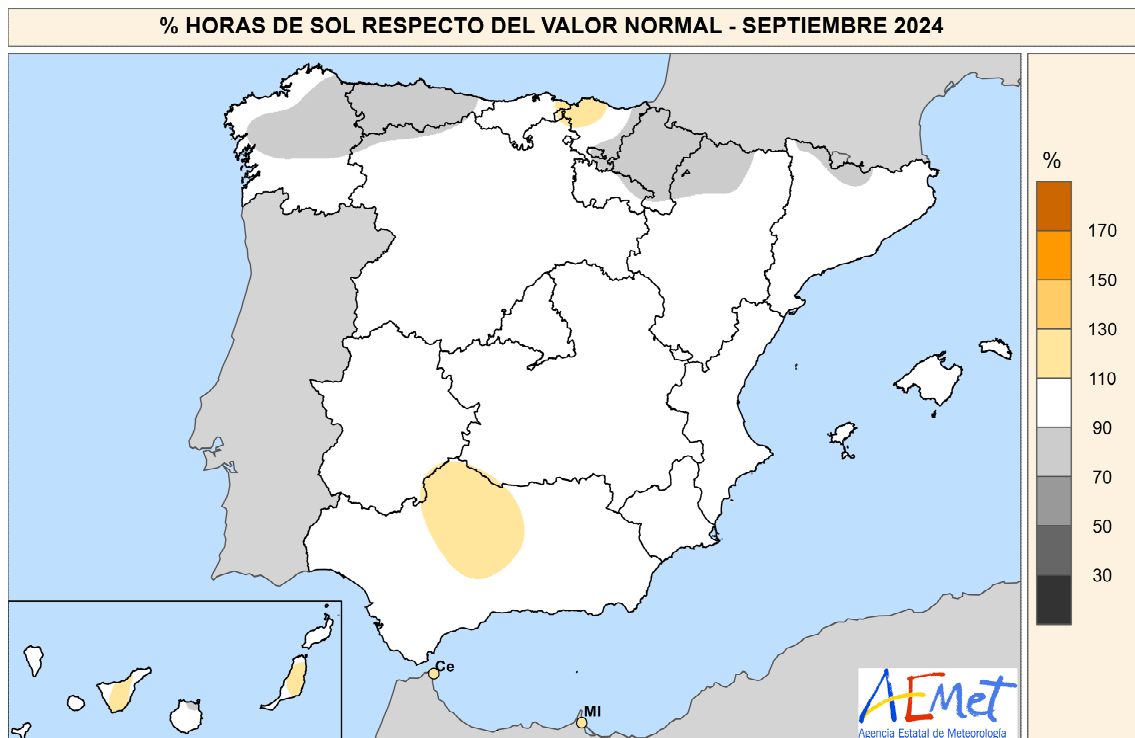 % HORAS DE SOL RESPECTO DEL VALOR NORMAL - SEPTIEMBRE 2024
%
170
150
130
110
90
70
50
30
Ce
Ml
AEMet
Agencia Estatal de Meteorología